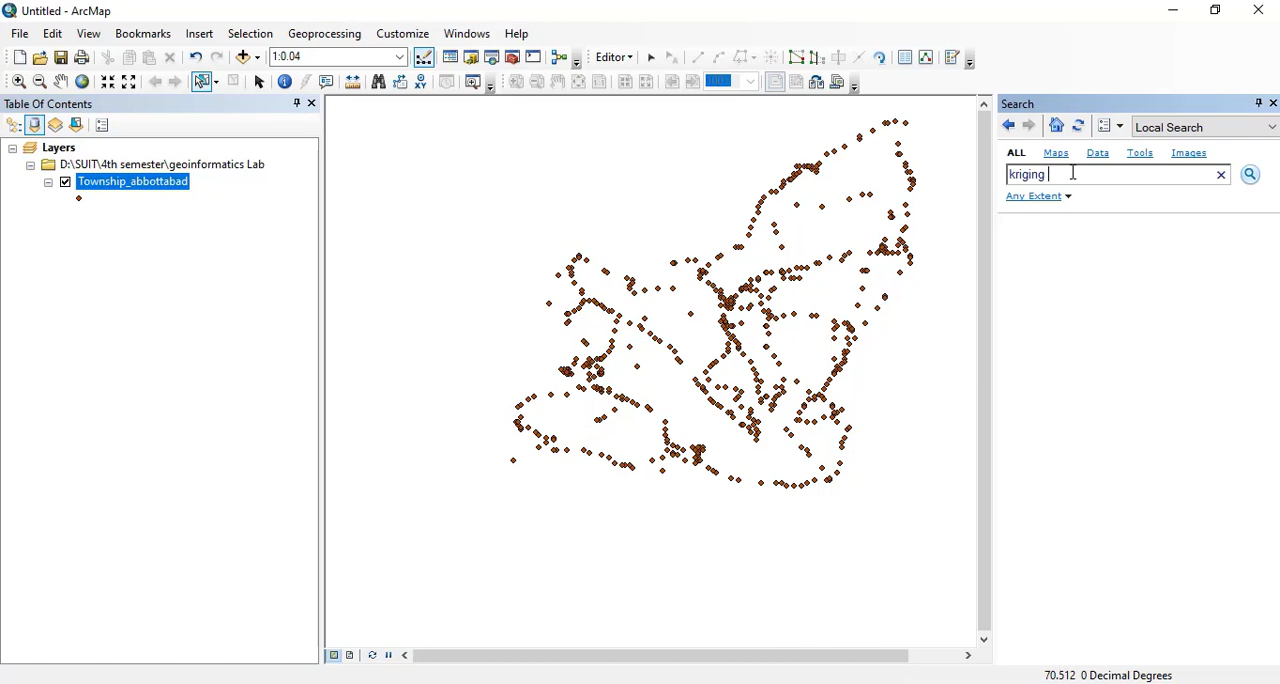 Untitled - ArcMap
File Edit View Bookmarks Insert Selection Geoprocessing Customize Windows Help
1:0.04
Editor
XY
Table Of Contents
Layers
D:\SUIT\4th semester\geoinformatics Lab
Township_abbottabad
Search
Local Search
ALL Maps Data Tools Images
kriging
Any Extent
70.512 0 Decimal Degrees